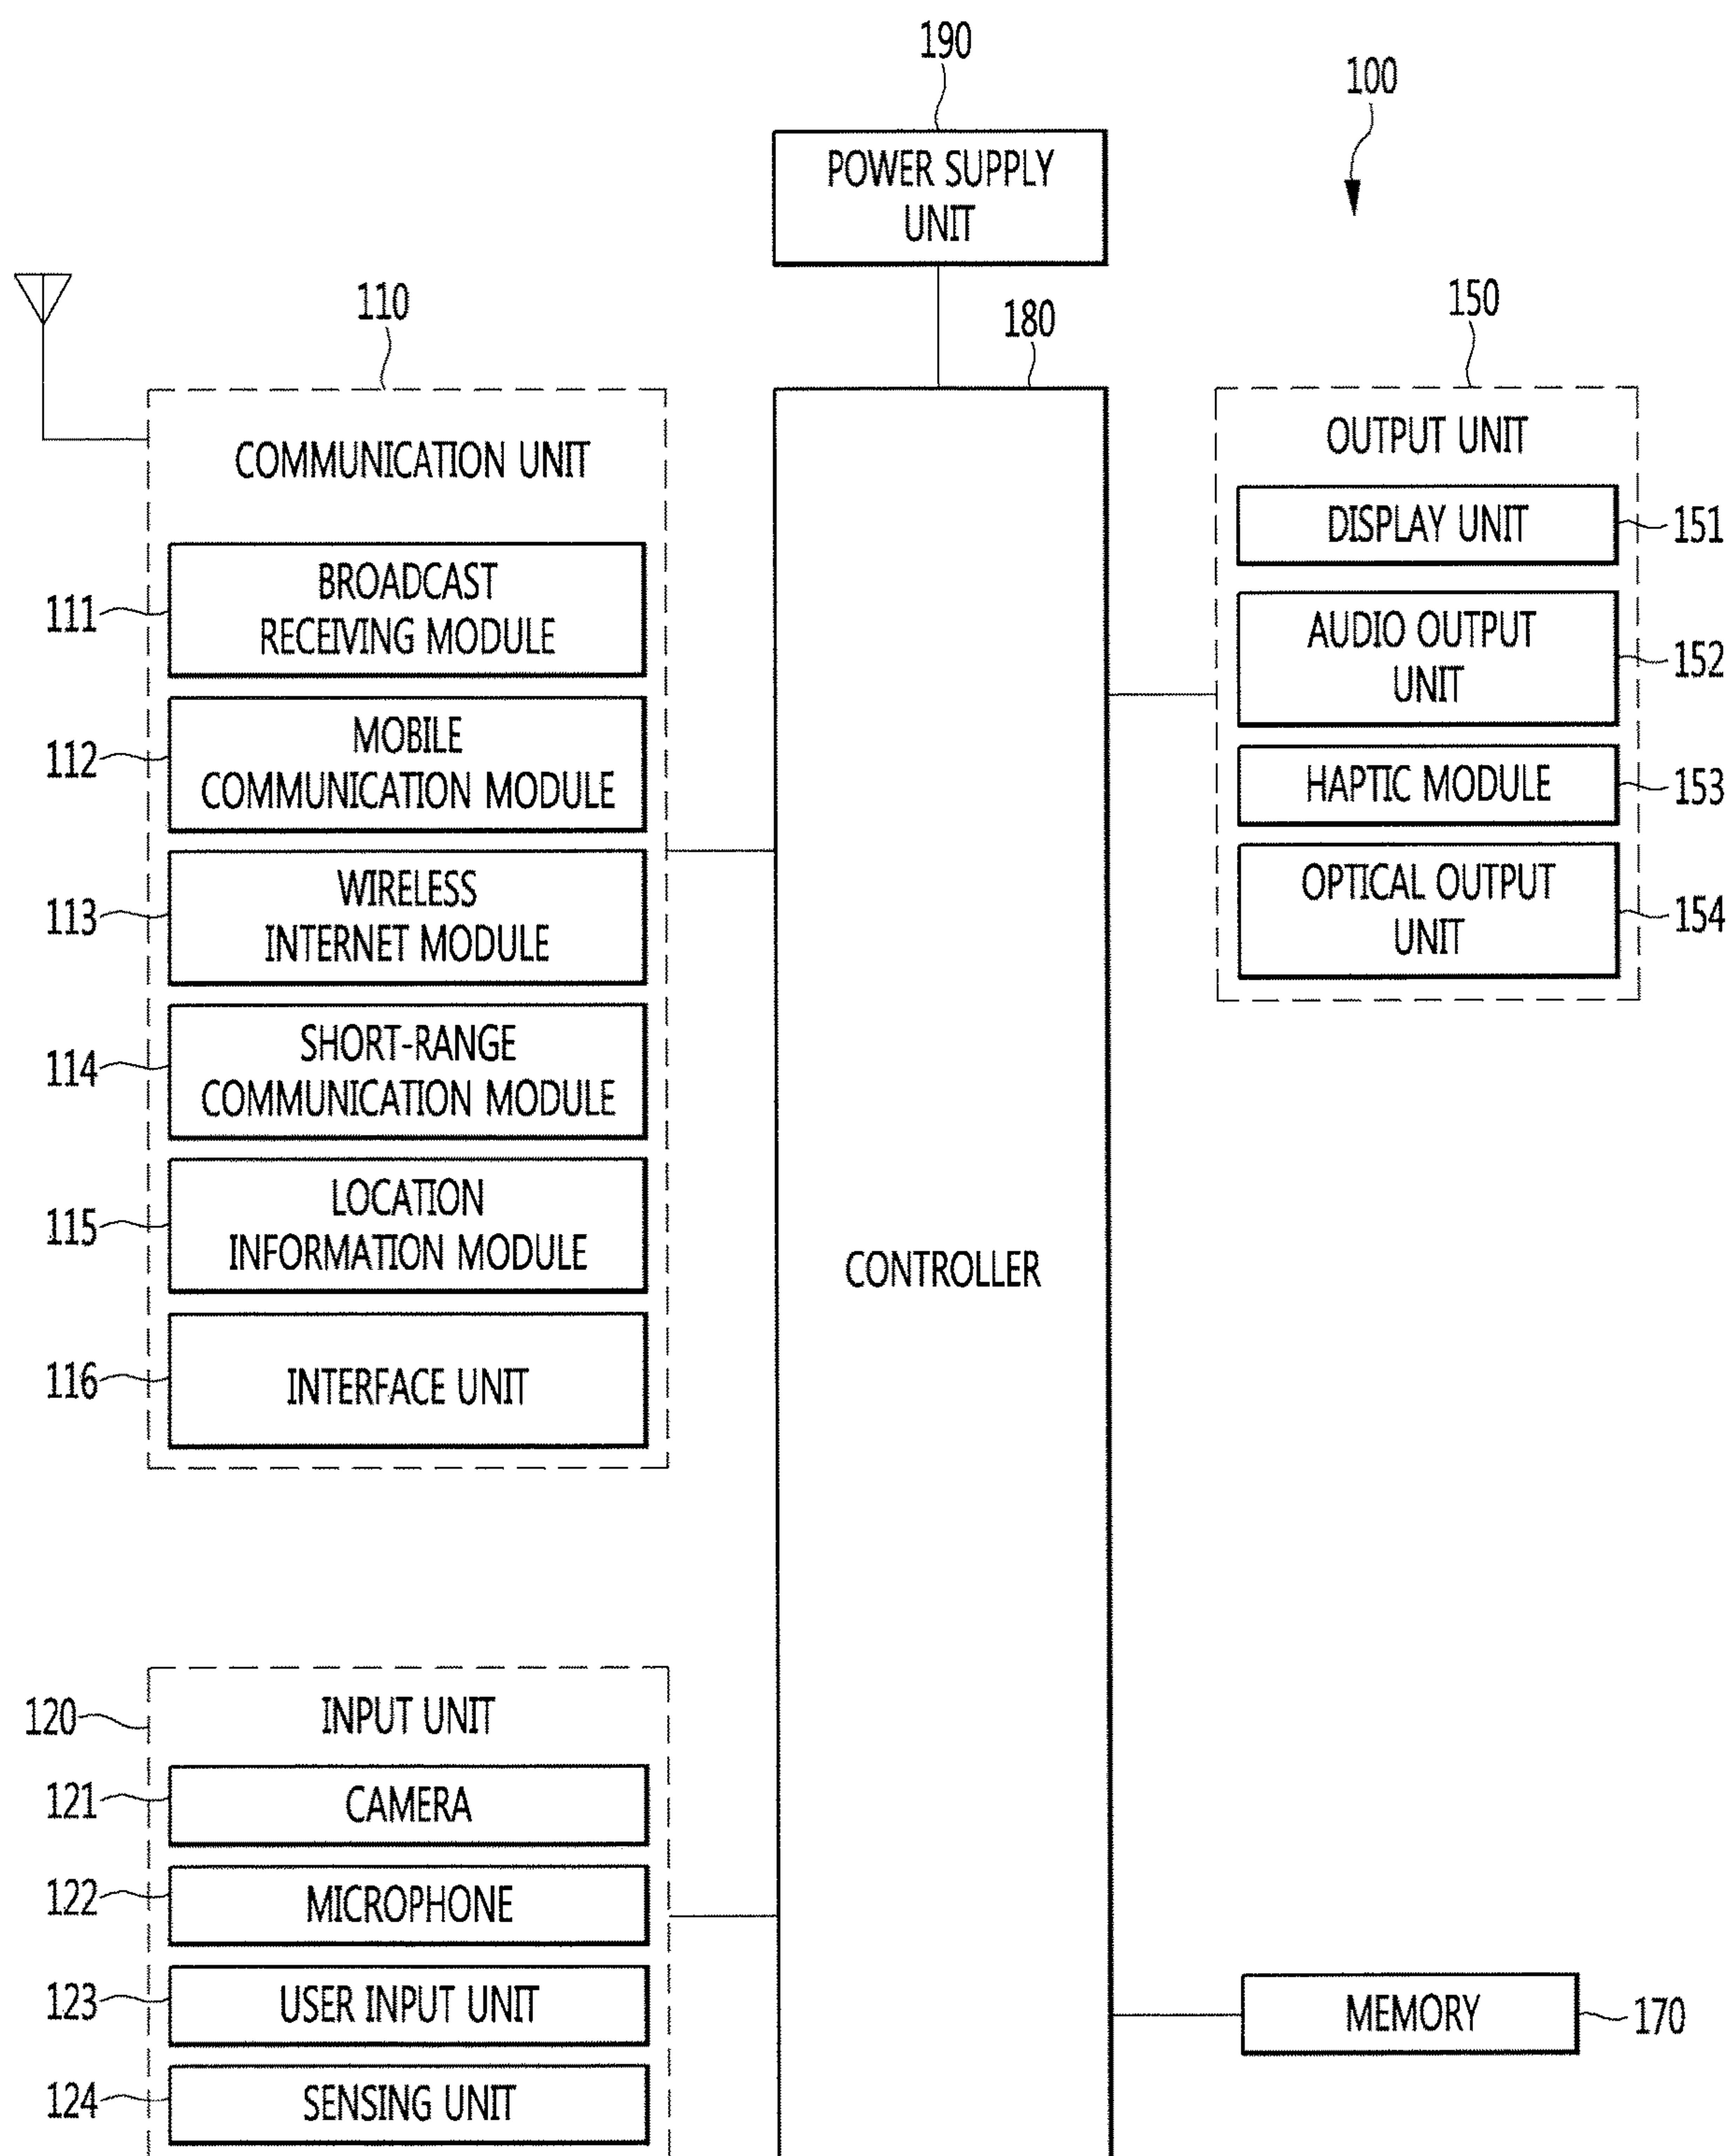 190
100
POWER SUPPLY
UNIT
110
180
150
COMMUNICATION UNIT
111
BROADCAST
RECEIVING MODULE
112
MOBILE
COMMUNICATION MODULE
113
WIRELESS
INTERNET MODULE
114
SHORT-RANGE
COMMUNICATION MODULE
115
LOCATION
INFORMATION MODULE
116
INTERFACE UNIT
120
INPUT UNIT
121
CAMERA
122
MICROPHONE
123
USER INPUT UNIT
124
SENSING UNIT
CONTROLLER
OUTPUT UNIT
DISPLAY UNIT
151
AUDIO OUTPUT
UNIT
152
HAPTIC MODULE
153
OPTICAL OUTPUT
UNIT
154
MEMORY
170